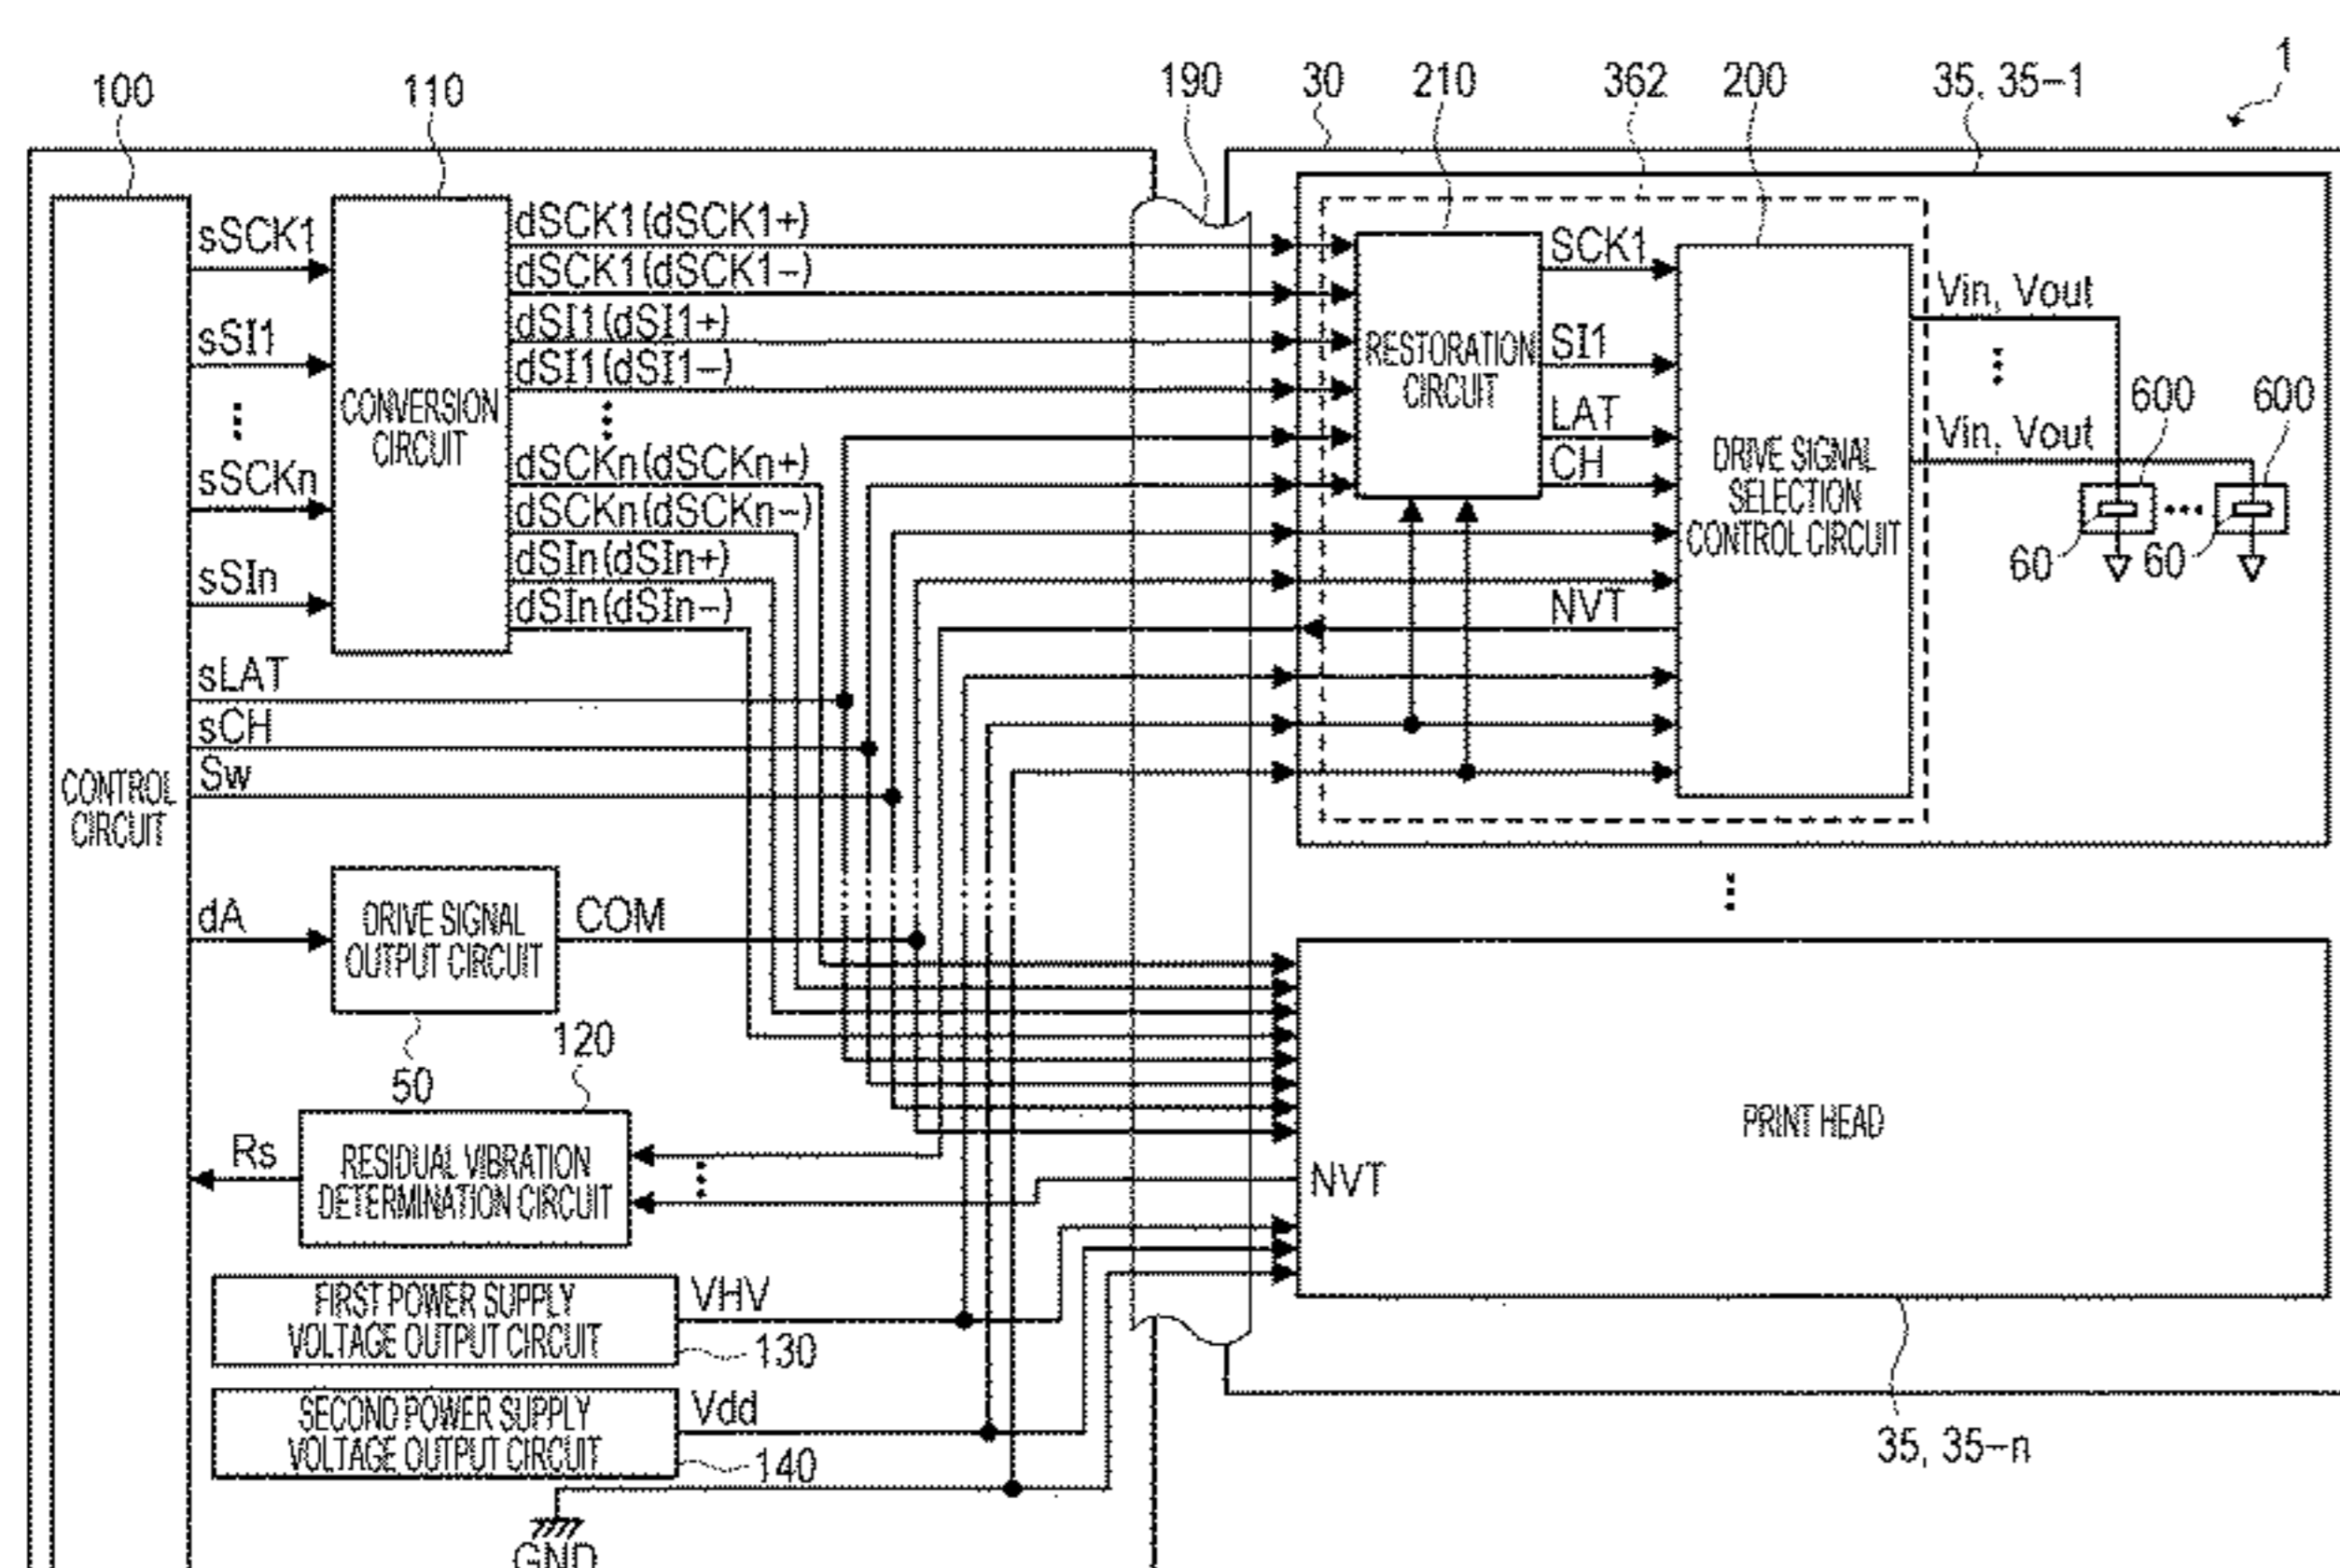 100
110
190
30
210
362
200
35, 35-1
1
sSCK1
sSI1
sSCKn
sSIn
sLAT
sCH
Sw
dA
Rs
CONTROL
CIRCUIT
CONVERSION
CIRCUIT
dSCK1(dSCK1+)
dSCK1(dSCK1-)
dSI1(dSI1+)
dSI1(dSI1-)
dSCKn(dSCKn+)
dSCKn(dSCKn-)
dSIn(dSIn+)
dSIn(dSIn-)
RESTORATION
CIRCUIT
SCK1
SI1
LAT
CH
NVT
DRIVE SIGNAL
SELECTION
CONTROL CIRCUIT
Vin, Vout
Vin, Vout
600
600
60
60
DRIVE SIGNAL
OUTPUT CIRCUIT
COM
50
120
RESIDUAL VIBRATION
DETERMINATION CIRCUIT
PRINT HEAD
NVT
FIRST POWER SUPPLY
VOLTAGE OUTPUT CIRCUIT
VHV
130
SECOND POWER SUPPLY
VOLTAGE OUTPUT CIRCUIT
Vdd
140
35, 35-n
GND